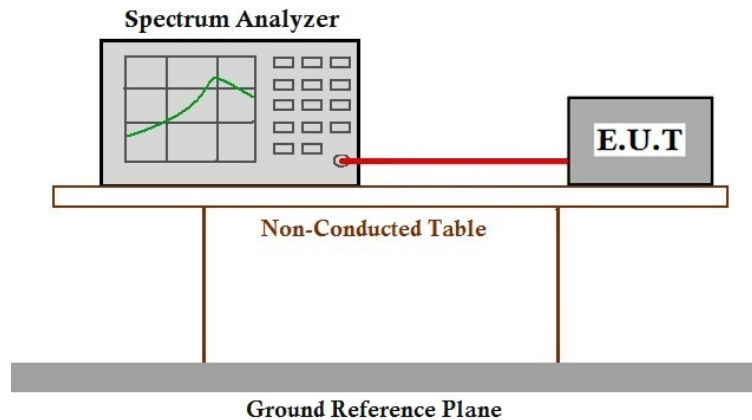 Spectrum Analyzer
E.U.T
Non-Conducted Table
Ground Reference Plane